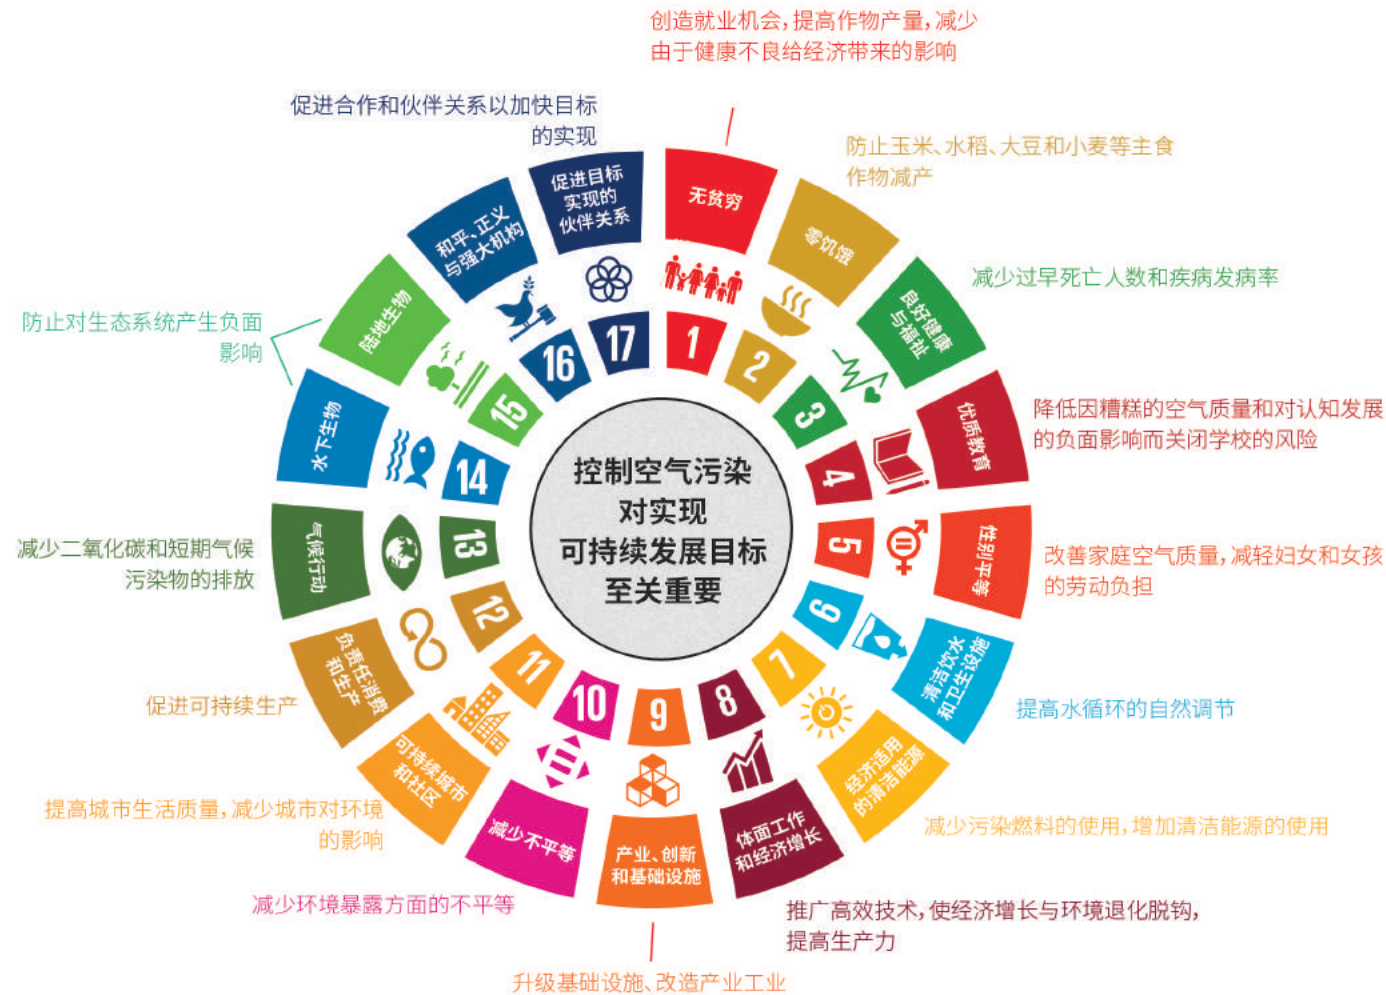 创造就业机会，提高作物产量，减少
由于健康不良给经济带来的影响
促进合作和伙伴关系以加快目标
的实现
防止玉米、水稻、大豆和小麦等主食
作物减产
减少过早死亡人数和疾病发病率
防止对生态系统产生负面
影响
降低因糟糕的空气质量和对认知发展
的负面影响而关闭学校的风险
减少二氧化碳和短期气候
污染物的排放
改善家庭空气质量，减轻妇女和女孩
的劳动负担
促进可持续生产
提高水循环的自然调节
提高城市生活质量，减少城市对环境
的影响
减少污染燃料的使用，增加清洁能源的使用
减少环境暴露方面的不平等
推广高效技术，使经济增长与环境退化脱钩，
提高生产力
升级基础设施、改造产业工业
无贫穷
1
零饥饿
2
良好健康
与福祉
3
优质教育
4
性别平等
5
清洁饮水
和卫生设施
6
经济适用
的清洁能源
7
体面工作
和经济增长
8
产业、创新
和基础设施
9
减少不平等
10
可持续城市
和社区
11
负责任消费
和生产
12
气候行动
13
水下生物
14
陆地生物
15
和平、正义
与强大机构
16
促进目标
实现的
伙伴关系
17
控制空气污染
对实现
可持续发展目标
至关重要